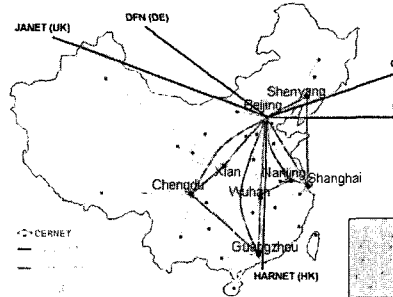 DFN (DE)
JANET (UK)
Shenyang
Beijing
Xian
Nanjing
Chengdu
Shanghai
Wuhan
CERNET
Guangzhou
HARNET (HK)